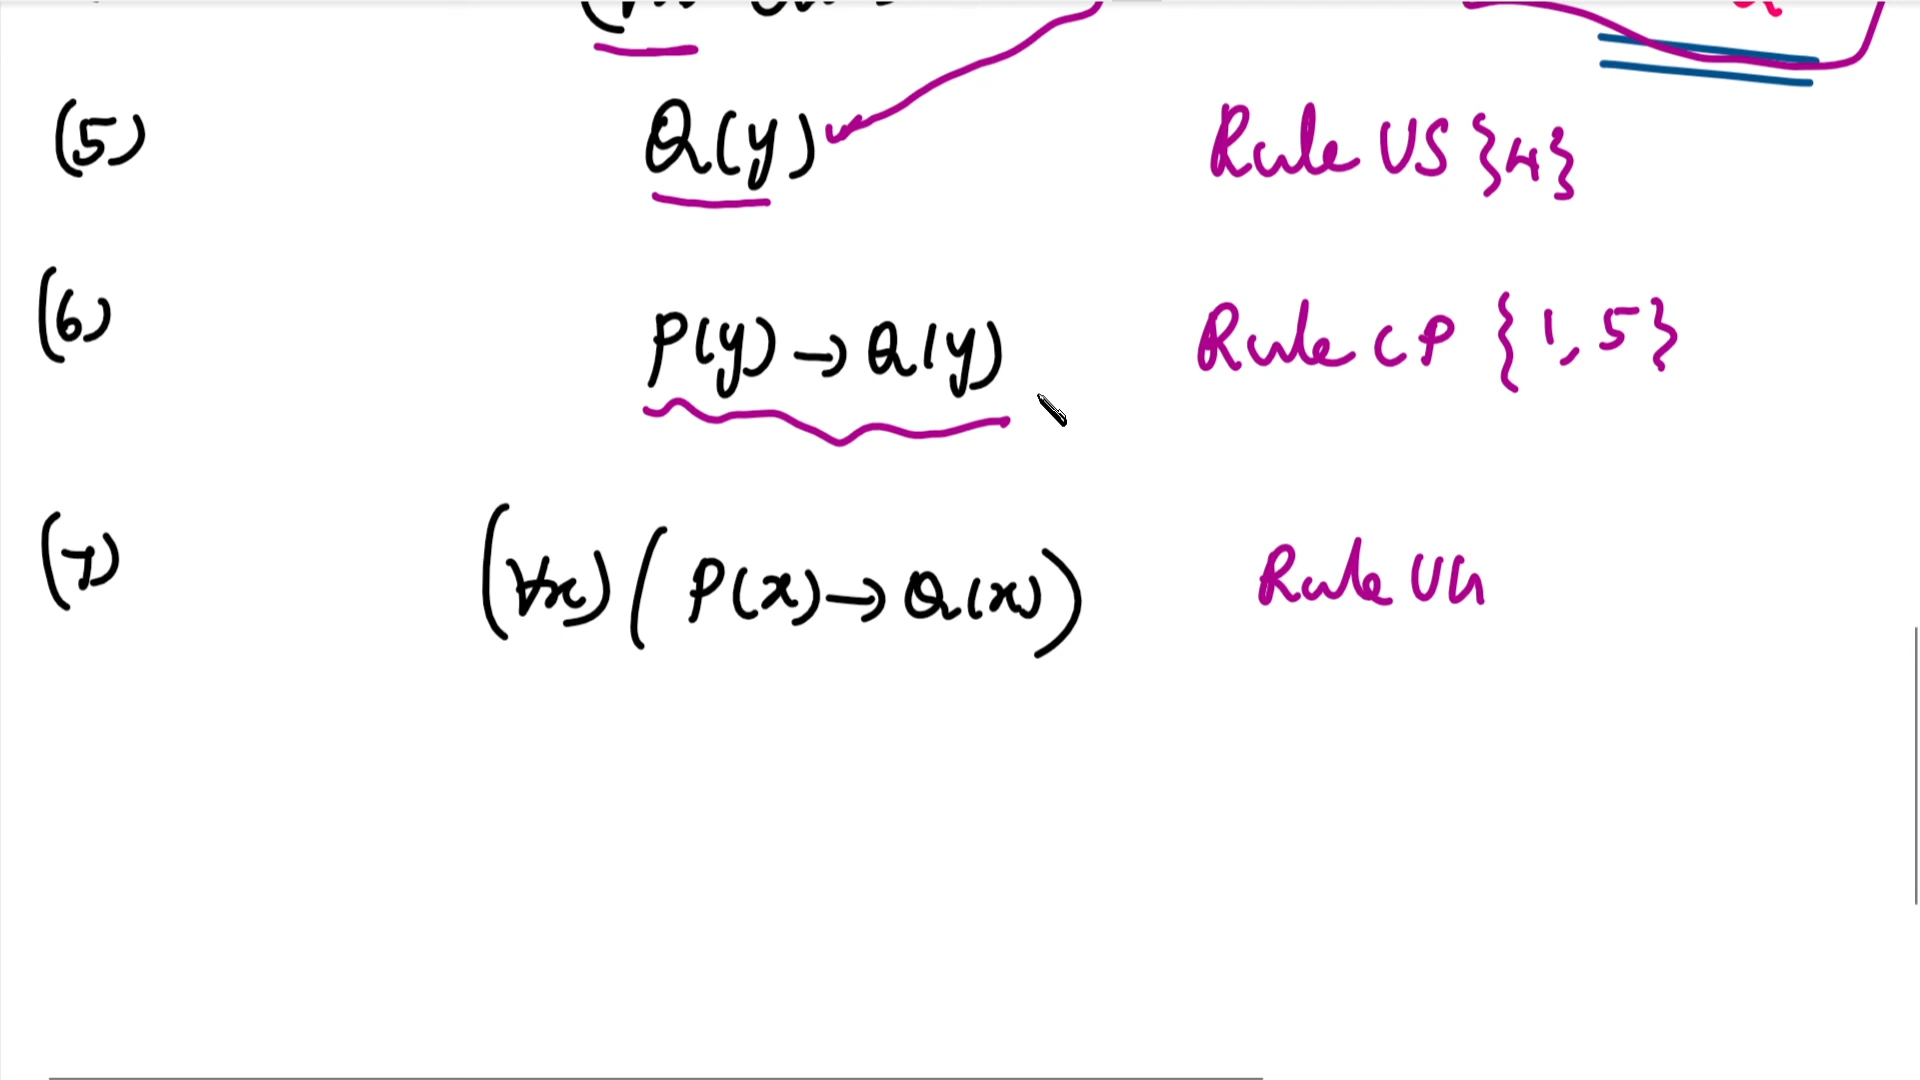 (5) Q(y) Rule US {4}
(6) P(y) → Q(y) Rule CP {1, 5}
(7) (∀x) (P(x) → Q(x)) Rule UG